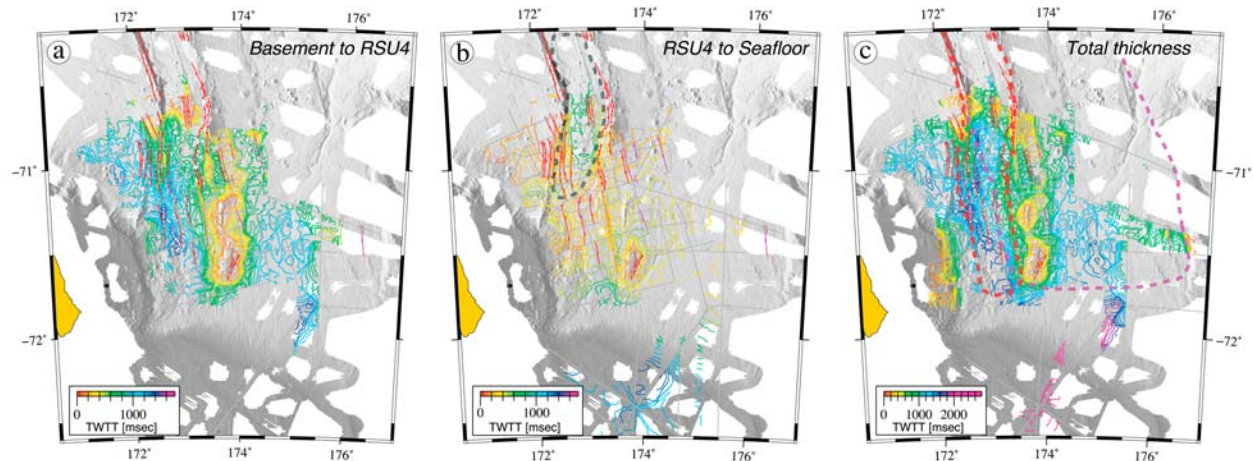 172˚ 174˚ 176˚
a Basement to RSU4
-71˚
-72˚
0 1000
TWTT [msec]
172˚ 174˚ 176˚
172˚ 174˚ 176˚
b RSU4 to Seafloor
0 1000
TWTT [msec]
172˚ 174˚ 176˚
172˚ 174˚ 176˚
c Total thickness
-71˚
-72˚
0 1000 2000
TWTT [msec]
172˚ 174˚ 176˚